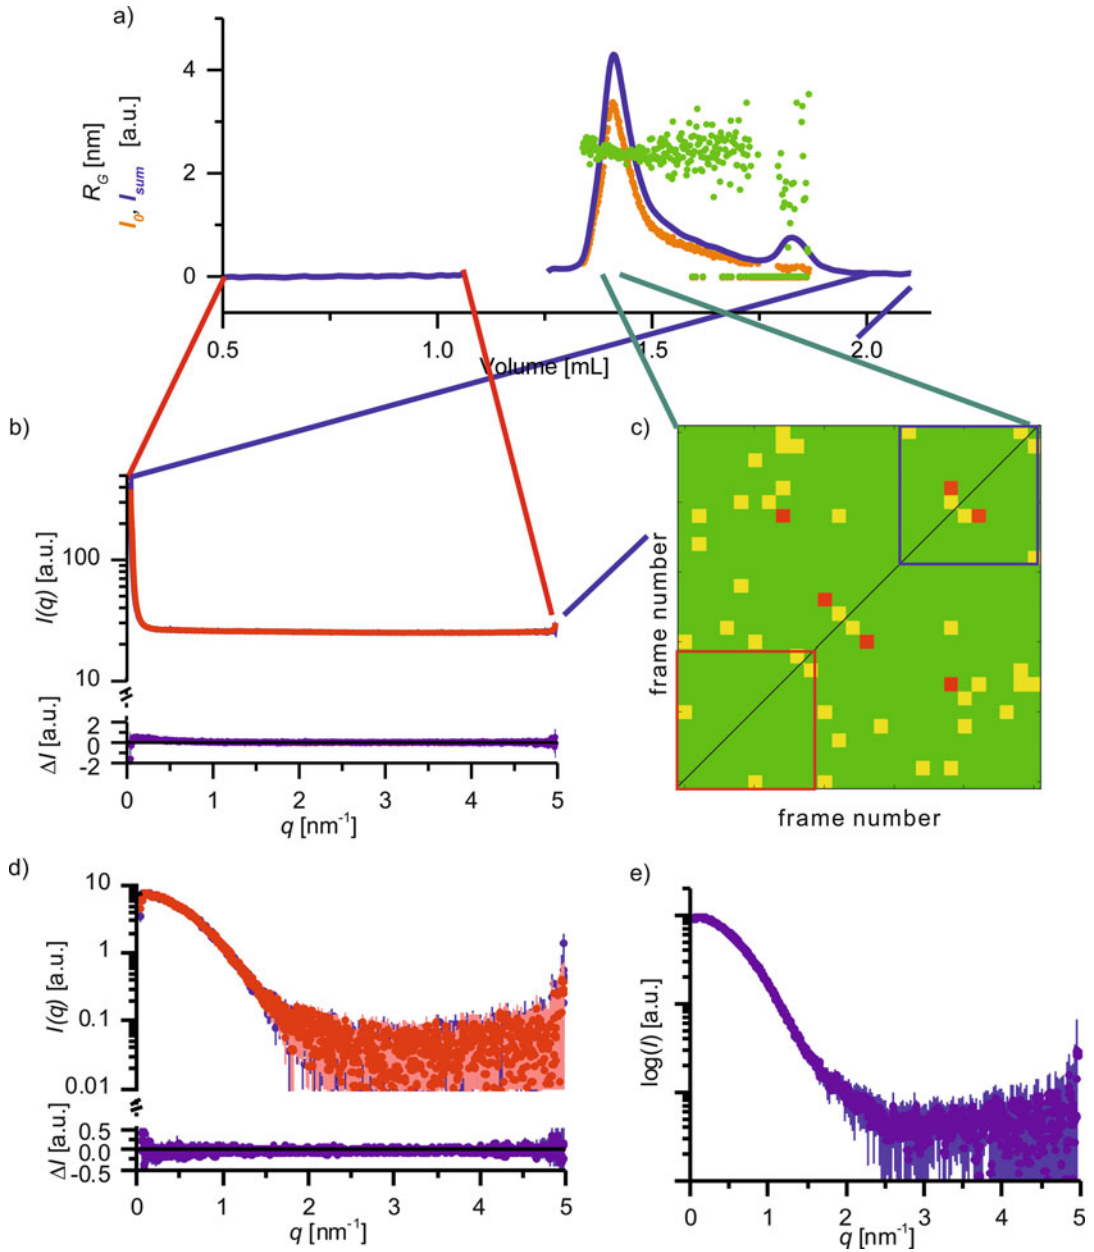 a)
R_G [nm]
I_0, I_sum [a.u.]
4
2
0
0.5
1.0
1.5
2.0
Volume [mL]
b)
I(q) [a.u.]
100
10
ΔI [a.u.]
2
0
-2
0
1
2
3
4
5
q [nm⁻¹]
c)
frame number
frame number
d)
I(q) [a.u.]
10
1
0.1
0.01
ΔI [a.u.]
0.5
0.0
-0.5
0
1
2
3
4
5
q [nm⁻¹]
e)
log(I) [a.u.]
0
1
2
3
4
5
q [nm⁻¹]